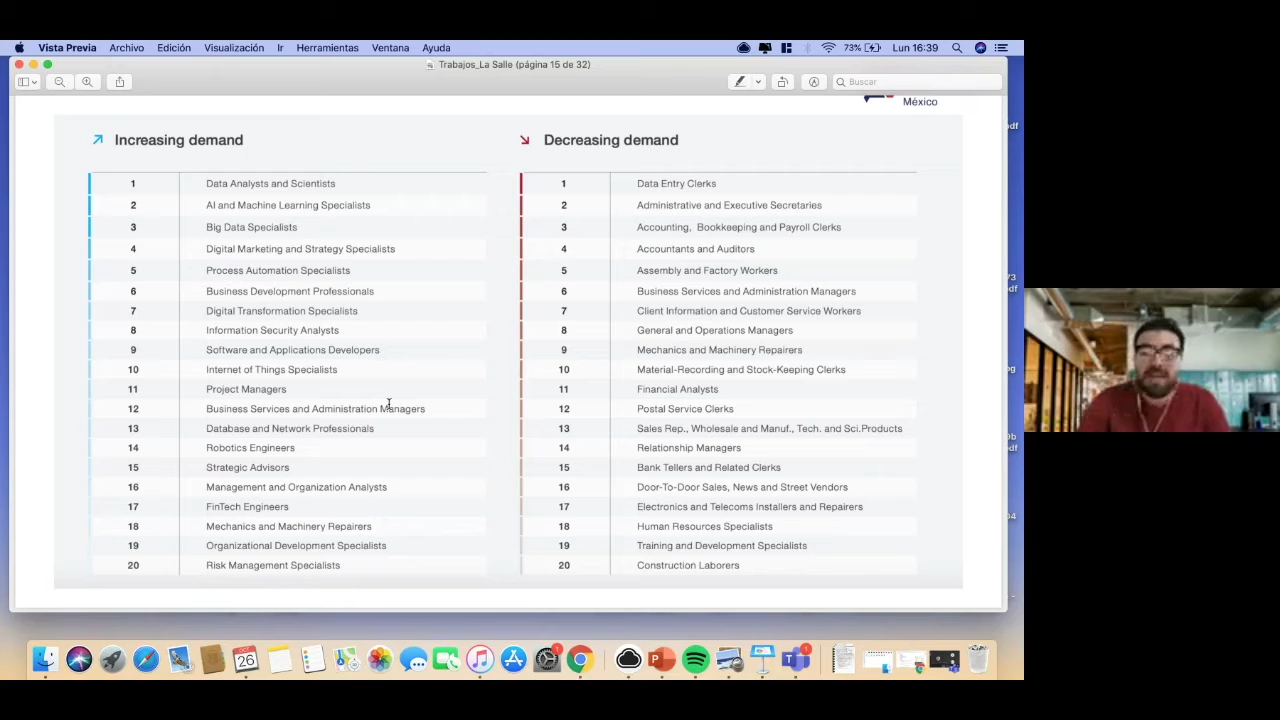 Vista Previa Archivo Edición Visualización Ir Herramientas Ventana Ayuda 73% Lun 16:39
Trabajos_La Salle (página 15 de 32)
Buscar
México
Increasing demand
1 Data Analysts and Scientists
2 AI and Machine Learning Specialists
3 Big Data Specialists
4 Digital Marketing and Strategy Specialists
5 Process Automation Specialists
6 Business Development Professionals
7 Digital Transformation Specialists
8 Information Security Analysts
9 Software and Applications Developers
10 Internet of Things Specialists
11 Project Managers
12 Business Services and Administration Managers
13 Database and Network Professionals
14 Robotics Engineers
15 Strategic Advisors
16 Management and Organization Analysts
17 FinTech Engineers
18 Mechanics and Machinery Repairers
19 Organizational Development Specialists
20 Risk Management Specialists
Decreasing demand
1 Data Entry Clerks
2 Administrative and Executive Secretaries
3 Accounting, Bookkeeping and Payroll Clerks
4 Accountants and Auditors
5 Assembly and Factory Workers
6 Business Services and Administration Managers
7 Client Information and Customer Service Workers
8 General and Operations Managers
9 Mechanics and Machinery Repairers
10 Material-Recording and Stock-Keeping Clerks
11 Financial Analysts
12 Postal Service Clerks
13 Sales Rep., Wholesale and Manuf., Tech. and Sci.Products
14 Relationship Managers
15 Bank Tellers and Related Clerks
16 Door-To-Door Sales, News and Street Vendors
17 Electronics and Telecoms Installers and Repairers
18 Human Resources Specialists
19 Training and Development Specialists
20 Construction Laborers
df
73
df
9b
df
04
26